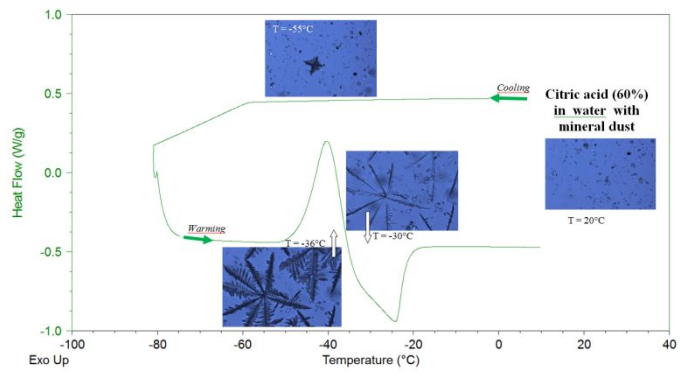 1.0
0.5
0.0
-0.5
-1.0
Heat Flow (W/g)
T = -55°C
Cooling
Citric acid (60%)
in water with
mineral dust
T = 20°C
Warming
T = -36°C
T = -30°C
-100
-80
-60
-40
-20
0
20
40
Exo Up
Temperature (°C)